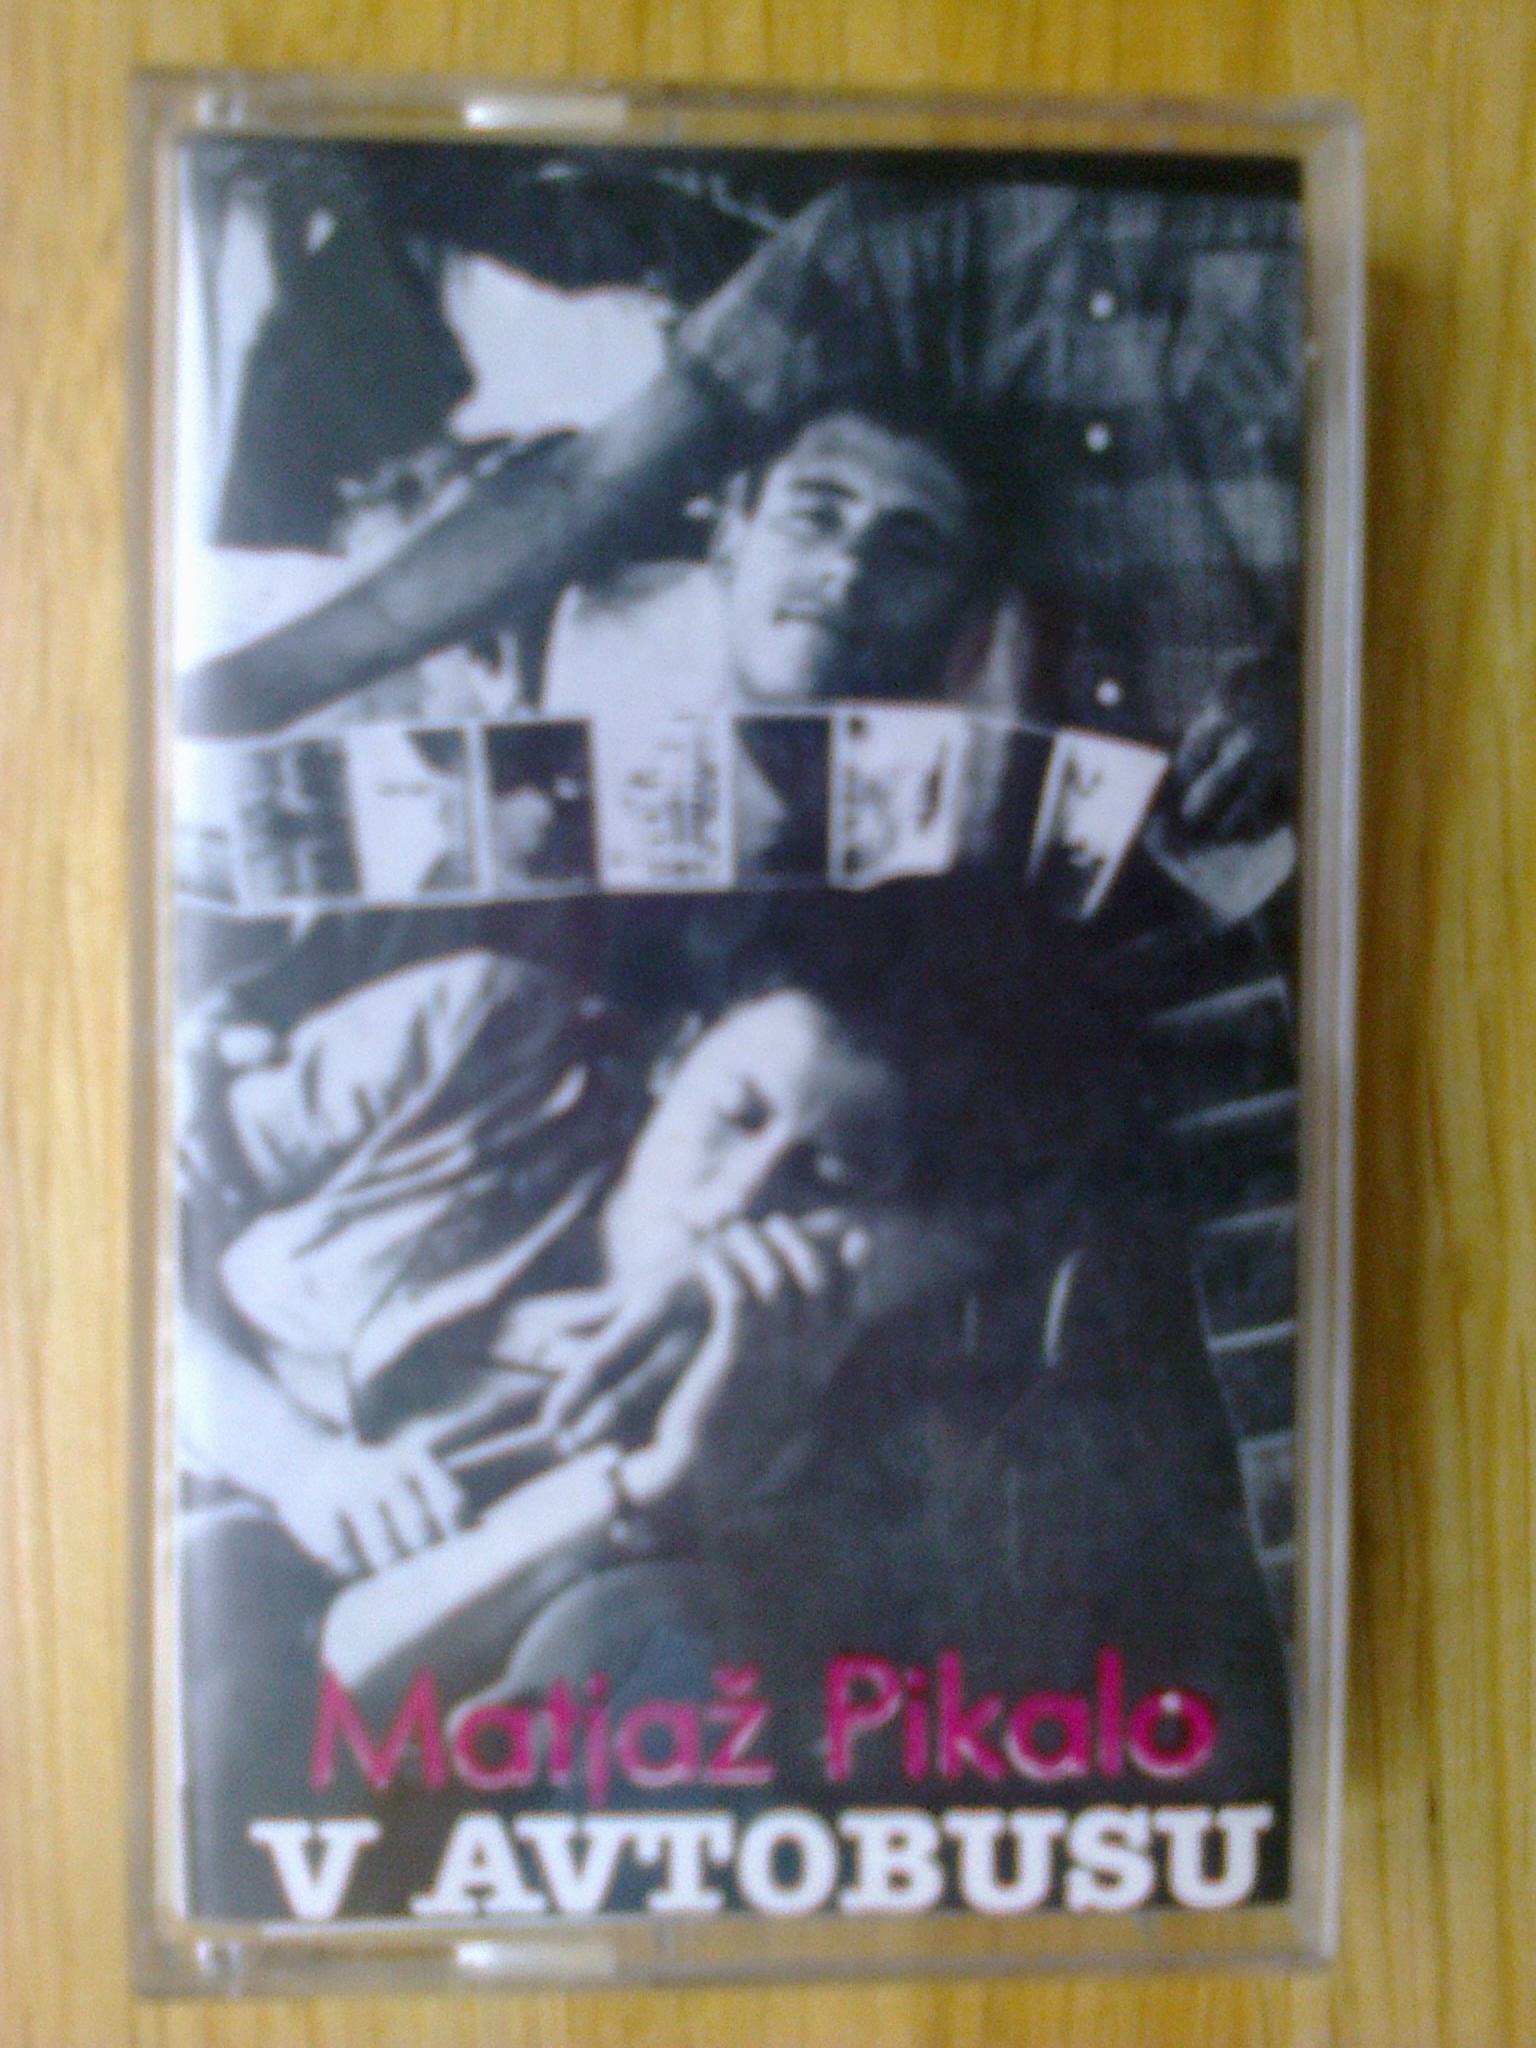 Matjaž Pikalo
V AVTOBUSU